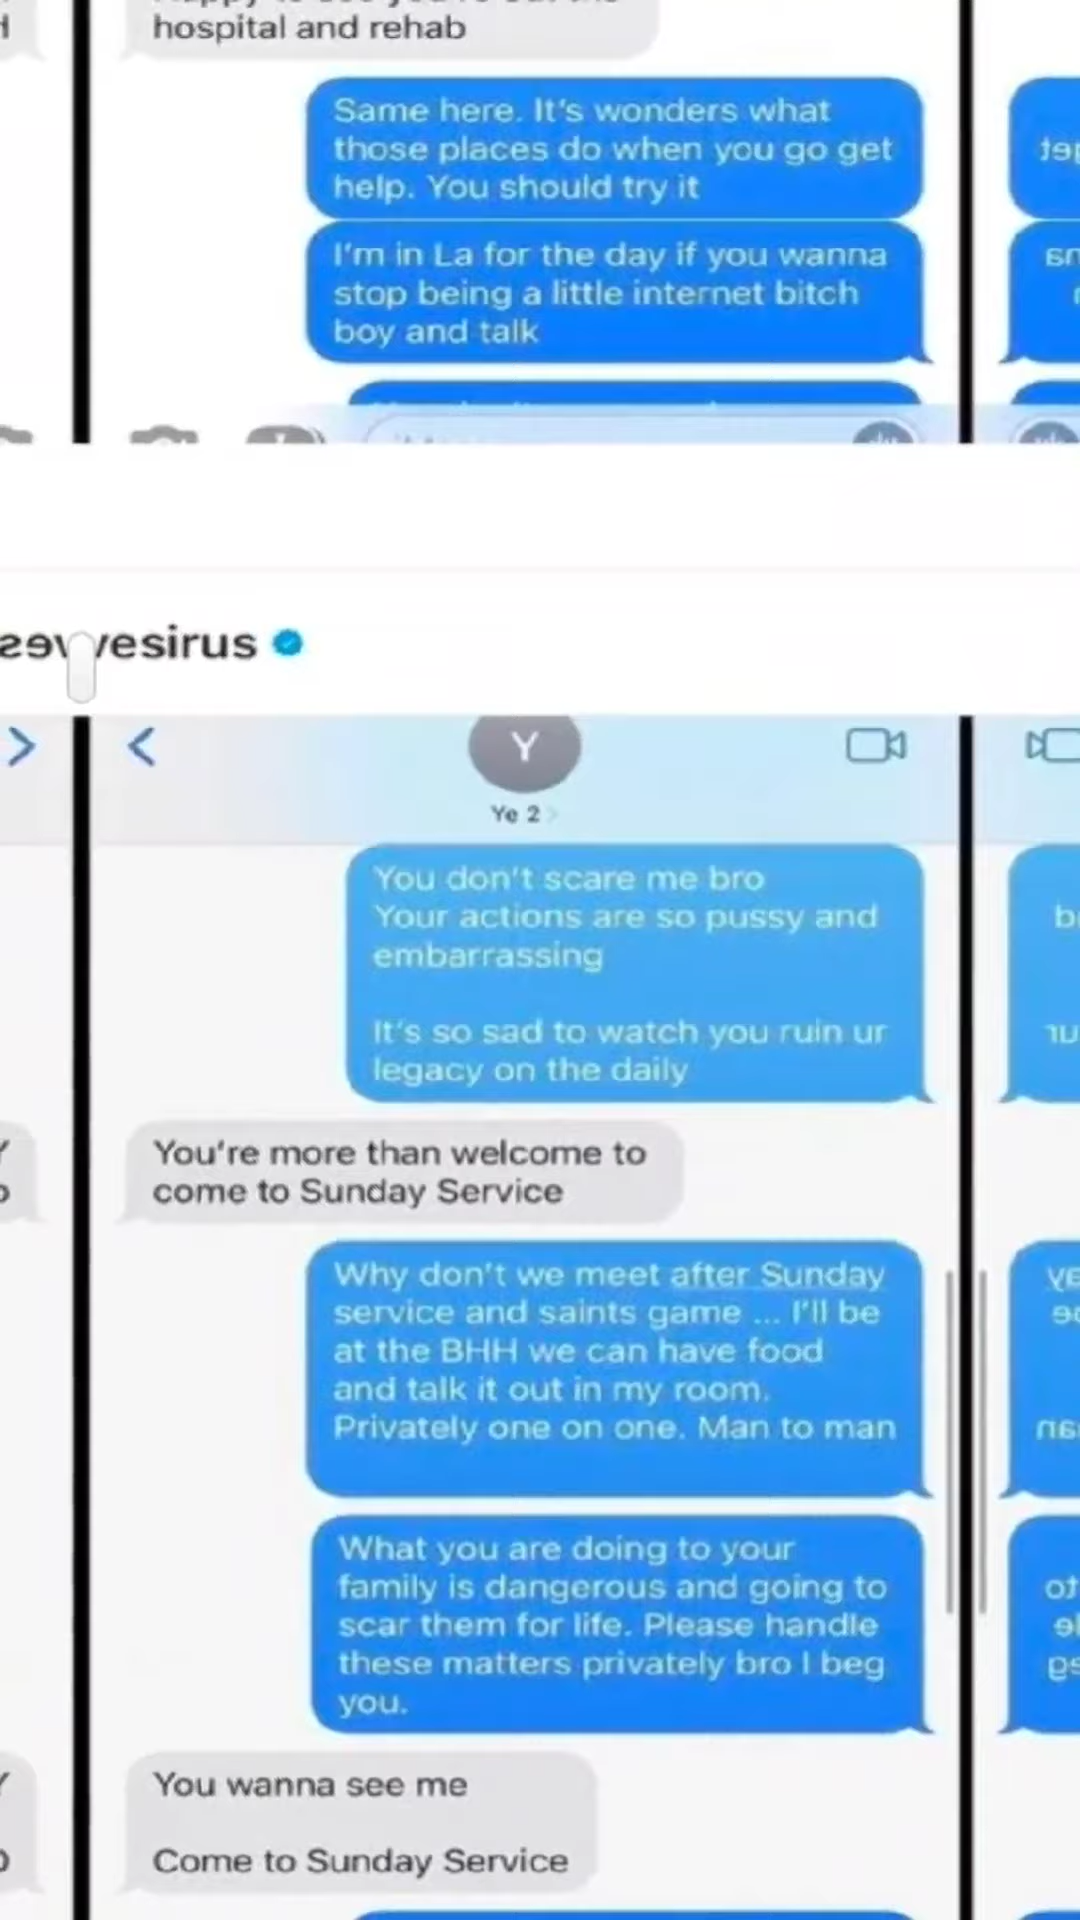 hospital and rehab
Same here. It's wonders what
those places do when you go get
help. You should try it
I'm in La for the day if you wanna
stop being a little internet bitch
boy and talk
vesirus
Y
Ye 2
You don't scare me bro
Your actions are so pussy and
embarrassing
It's so sad to watch you ruin ur
legacy on the daily
You're more than welcome to
come to Sunday Service
Why don't we meet after Sunday
service and saints game ... I'll be
at the BHH we can have food
and talk it out in my room.
Privately one on one. Man to man
What you are doing to your
family is dangerous and going to
scar them for life. Please handle
these matters privately bro I beg
you.
You wanna see me
Come to Sunday Service